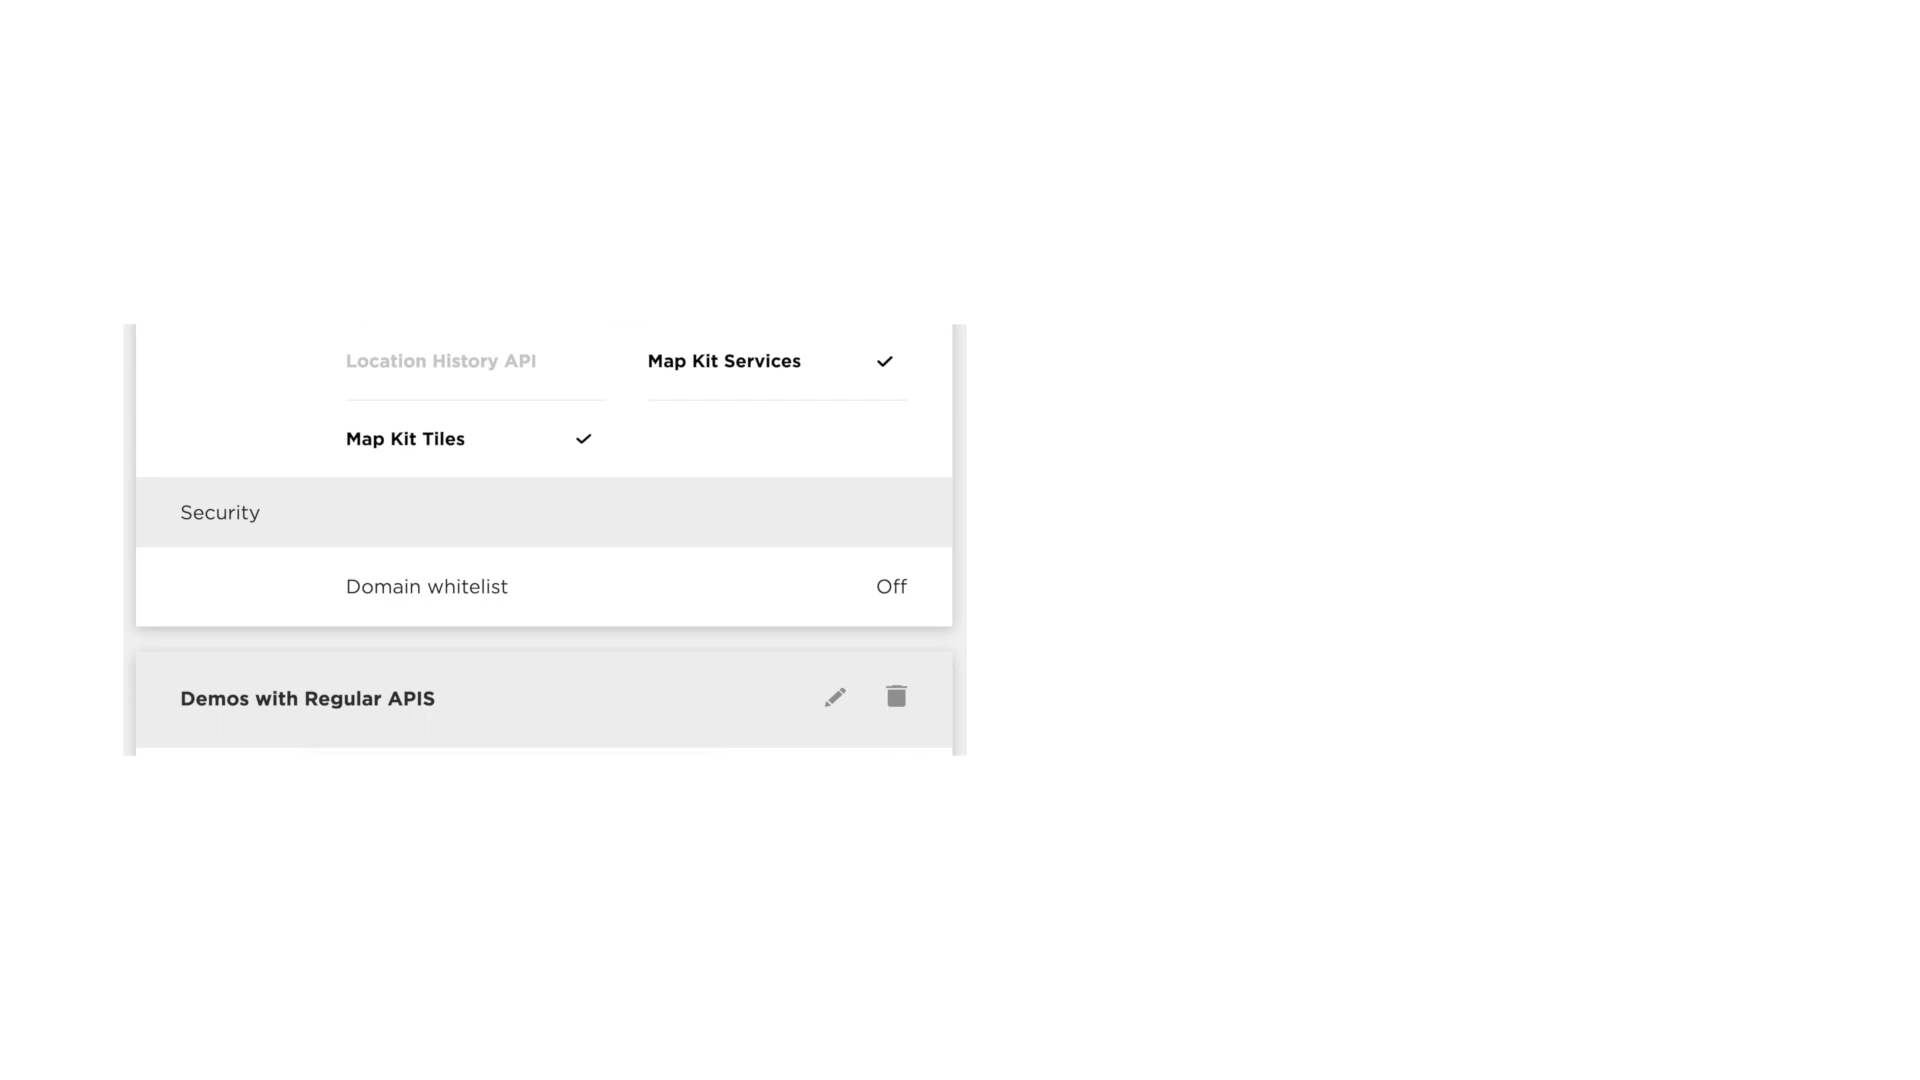 Location History API
Map Kit Services
Map Kit Tiles
Security
Domain whitelist
Off
Demos with Regular APIS